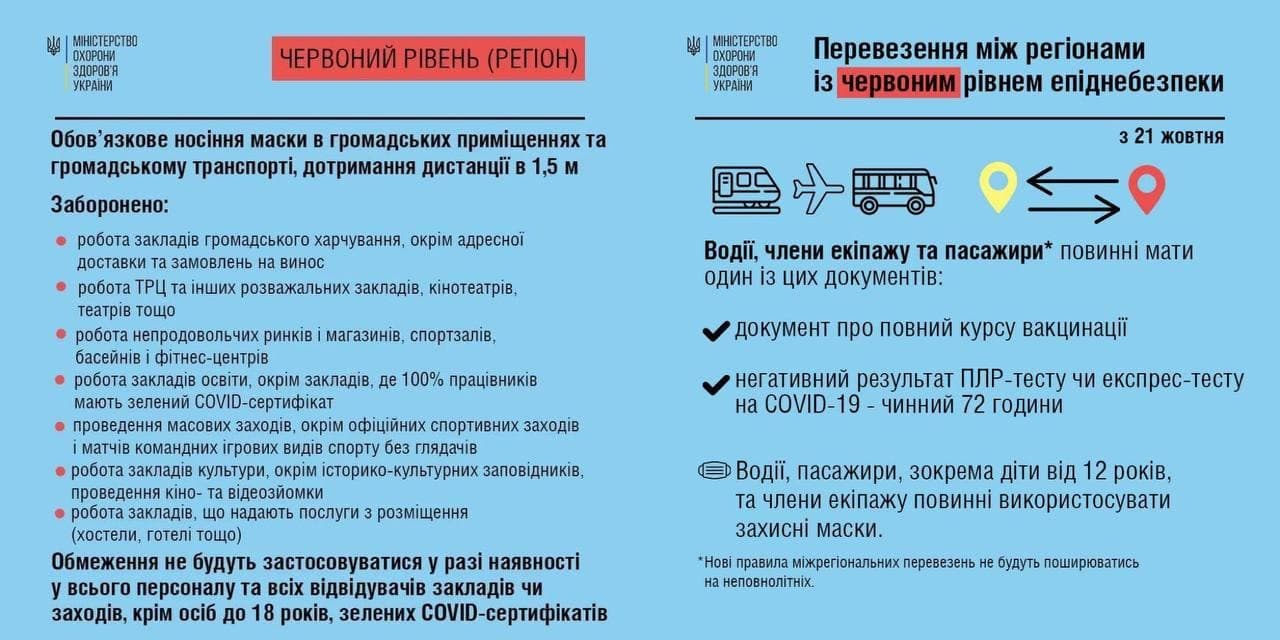 МІНІСТЕРСТВО
ОХОРОНИ
ЗДОРОВ'Я
УКРАЇНИ
ЧЕРВОНИЙ РІВЕНЬ (РЕГІОН)
Обов'язкове носіння маски в громадських приміщеннях та
громадському транспорті, дотримання дистанції в 1,5 м
Заборонено:
робота закладів громадського харчування, окрім адресної
доставки та замовлень на винос
робота ТРЦ та інших розважальних закладів, кінотеатрів,
театрів тощо
робота непродовольчих ринків і магазинів, спортзалів,
басейнів і фітнес-центрів
робота закладів освіти, окрім закладів, де 100% працівників
мають зелений COVID-сертифікат
проведення масових заходів, окрім офіційних спортивних заходів
і матчів командних ігрових видів спорту без глядачів
робота закладів культури, окрім історико-культурних заповідників,
проведення кіно- та відеозйомки
робота закладів, що надають послуги з розміщення
(хостели, готелі тощо)
Обмеження не будуть застосовуватися у разі наявності
у всього персоналу та всіх відвідувачів закладів чи
заходів, крім осіб до 18 років, зелених COVID-сертифікатів
МІНІСТЕРСТВО
ОХОРОНИ
ЗДОРОВ'Я
УКРАЇНИ
Перевезення між регіонами
із червоним рівнем епіднебезпеки
з 21 жовтня
Водії, члени екіпажу та пасажири* повинні мати
один із цих документів:
документ про повний курсу вакцинації
негативний результат ПЛР-тесту чи експрес-тесту
на COVID-19 - чинний 72 години
Водії, пасажири, зокрема діти від 12 років,
та члени екіпажу повинні використосувати
захисні маски.
*Нові правила міжрегіональних перевезень не будуть поширюватись
на неповнолітніх.